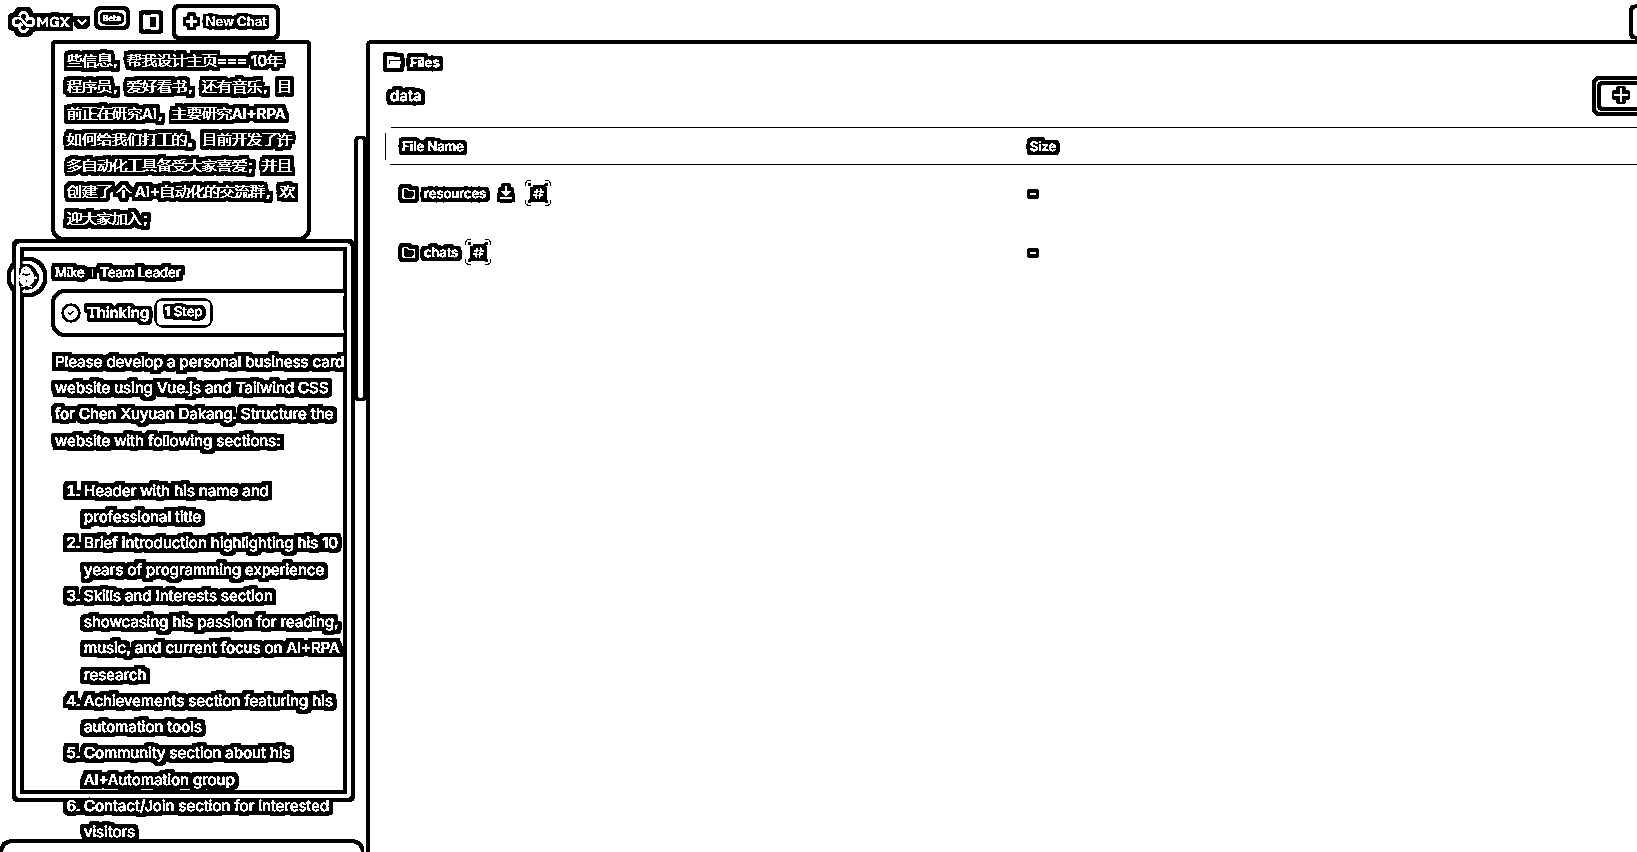 MGX Beta New Chat
些信息，帮我设计主页=== 10年
程序员，爱好看书，还有音乐，目
前正在研究AI，主要研究AI+RPA
如何给我们打工的，目前开发了许
多自动化工具备受大家喜爱；并且
创建了个AI+自动化的交流群，欢
迎大家加入；
Mike Team Leader
Thinking 1 Step
Please develop a personal business card
website using Vue.js and Tailwind CSS
for Chen Xuyuan Dakang. Structure the
website with following sections:
1. Header with his name and
professional title
2. Brief introduction highlighting his 10
years of programming experience
3. Skills and Interests section
showcasing his passion for reading,
music, and current focus on AI+RPA
research
4. Achievements section featuring his
automation tools
5. Community section about his
AI+Automation group
6. Contact/Join section for interested
visitors
Files
data
File Name Size
resources # -
chats # -